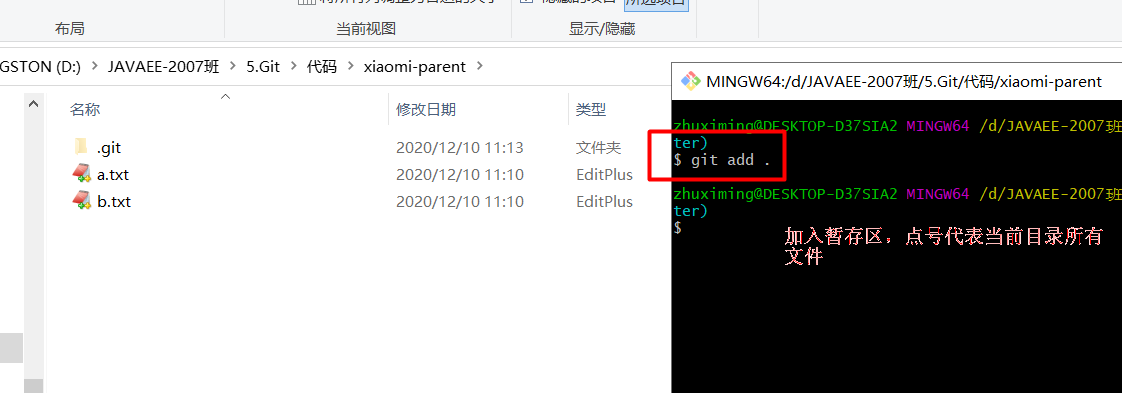 布局
当前视图
显示/隐藏
GSTON (D:) > JAVAEE-2007班 > 5.Git > 代码 > xiaomi-parent >
名称
修改日期
类型
.git
2020/12/10 11:13
文件夹
a.txt
2020/12/10 11:10
EditPlus
b.txt
2020/12/10 11:10
EditPlus
MINGW64:/d/JAVAEE-2007班/5.Git/代码/xiaomi-parent
zhuximing@DESKTOP-D37SIA2 MINGW64 /d/JAVAEE-2007班
ter)
$ git add .
zhuximing@DESKTOP-D37SIA2 MINGW64 /d/JAVAEE-2007班
ter)
$
加入暂存区，点号代表当前目录所有
文件